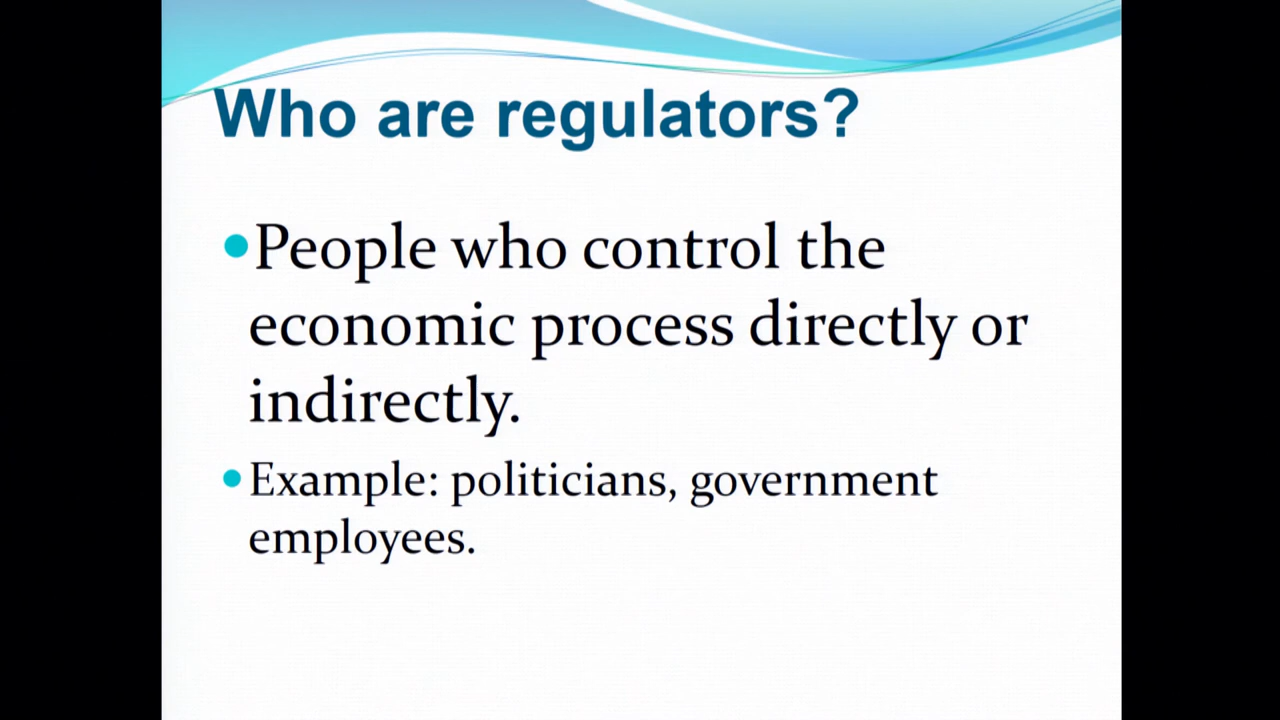 Who are regulators?
•People who control the
economic process directly or
indirectly.
•Example: politicians, government
employees.